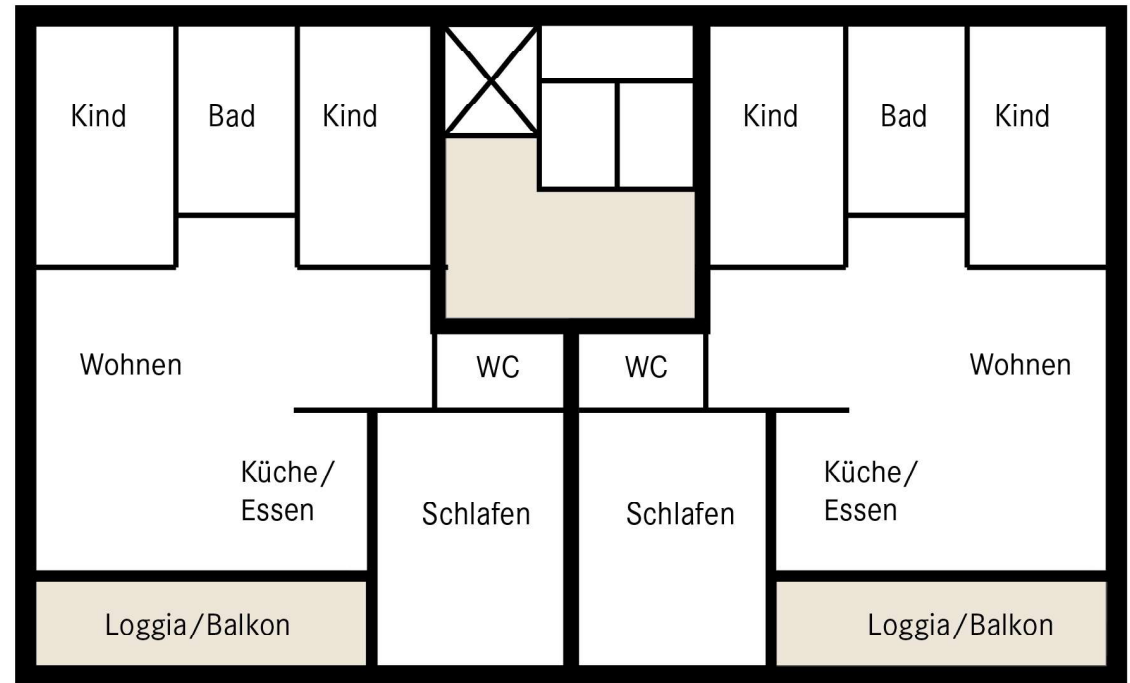 Kind
Bad
Kind
Kind
Bad
Kind
Wohnen
WC
WC
Wohnen
Küche/
Essen
Schlafen
Schlafen
Küche/
Essen
Loggia/Balkon
Loggia/Balkon